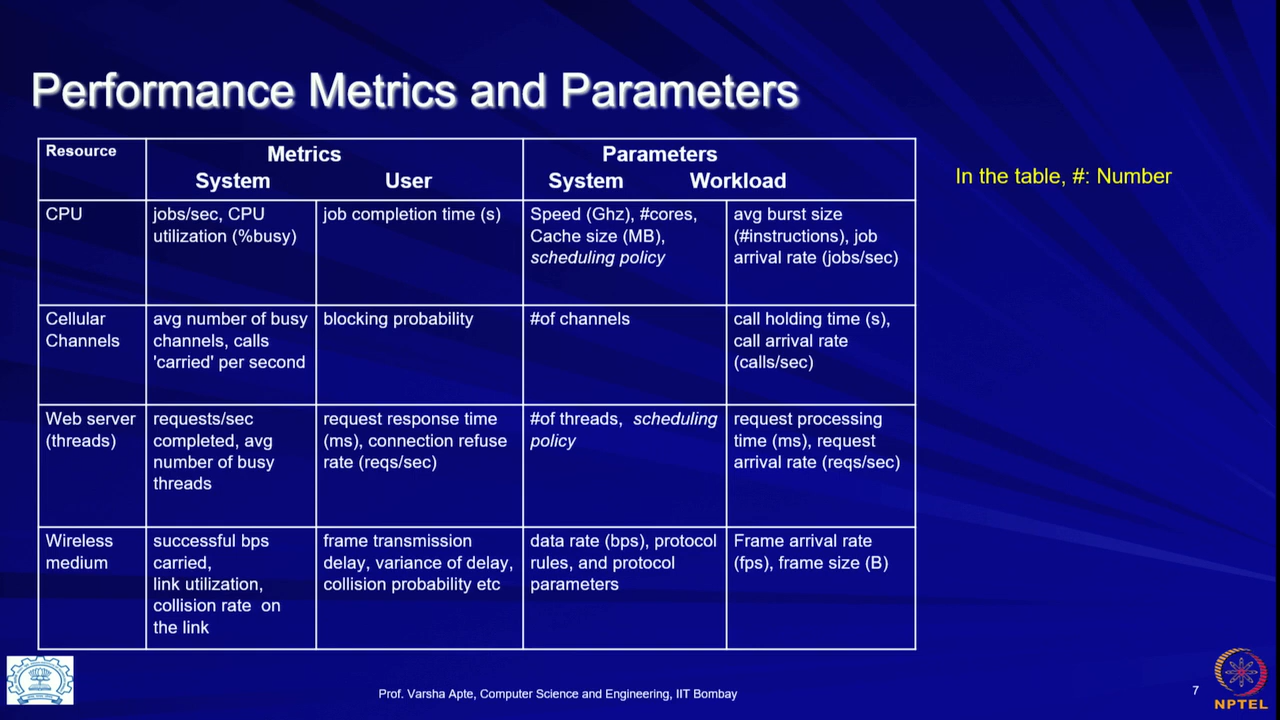 Performance Metrics and Parameters
In the table, #: Number
Resource
Metrics
System User
Parameters
System Workload
CPU
jobs/sec, CPU
utilization (%busy)
job completion time (s)
Speed (Ghz), #cores,
Cache size (MB),
scheduling policy
avg burst size
(#instructions), job
arrival rate (jobs/sec)
Cellular
Channels
avg number of busy
channels, calls
'carried' per second
blocking probability
#of channels
call holding time (s),
call arrival rate
(calls/sec)
Web server
(threads)
requests/sec
completed, avg
number of busy
threads
request response time
(ms), connection refuse
rate (reqs/sec)
#of threads, scheduling
policy
request processing
time (ms), request
arrival rate (reqs/sec)
Wireless
medium
successful bps
carried,
link utilization,
collision rate on
the link
frame transmission
delay, variance of delay,
collision probability etc
data rate (bps), protocol
rules, and protocol
parameters
Frame arrival rate
(fps), frame size (B)
Prof. Varsha Apte, Computer Science and Engineering, IIT Bombay
7
NPTEL